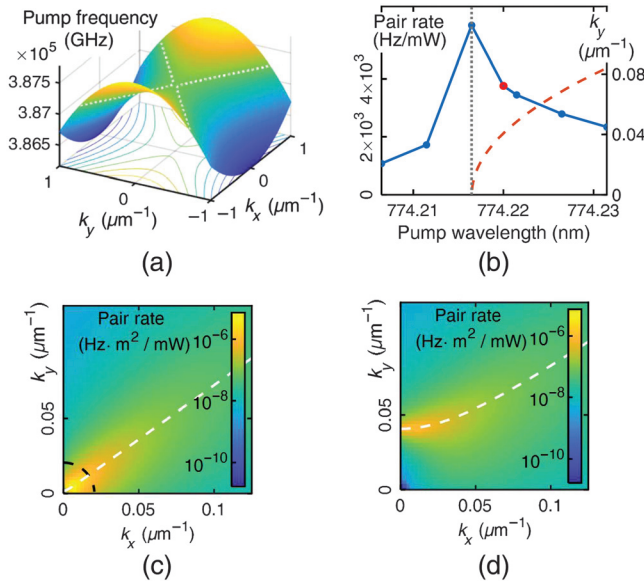 Pump frequency
(GHz)
× 10⁵
3.875
3.87
3.865
1
0
−1
−1
0
1
k_y (μm⁻¹)
k_x (μm⁻¹)
(a)
Pair rate
(Hz/mW)
k_y
(μm⁻¹)
4×10³
2×10³
0
0.08
0.04
0
774.21
774.22
774.23
Pump wavelength (nm)
(b)
Pair rate
(Hz· m² / mW)
10⁻⁶
10⁻⁸
10⁻¹⁰
k_y (μm⁻¹)
0.05
0
0
0.05
0.1
k_x (μm⁻¹)
(c)
Pair rate
(Hz· m² / mW)
10⁻⁶
10⁻⁸
10⁻¹⁰
k_y (μm⁻¹)
0.05
0
0
0.05
0.1
k_x (μm⁻¹)
(d)